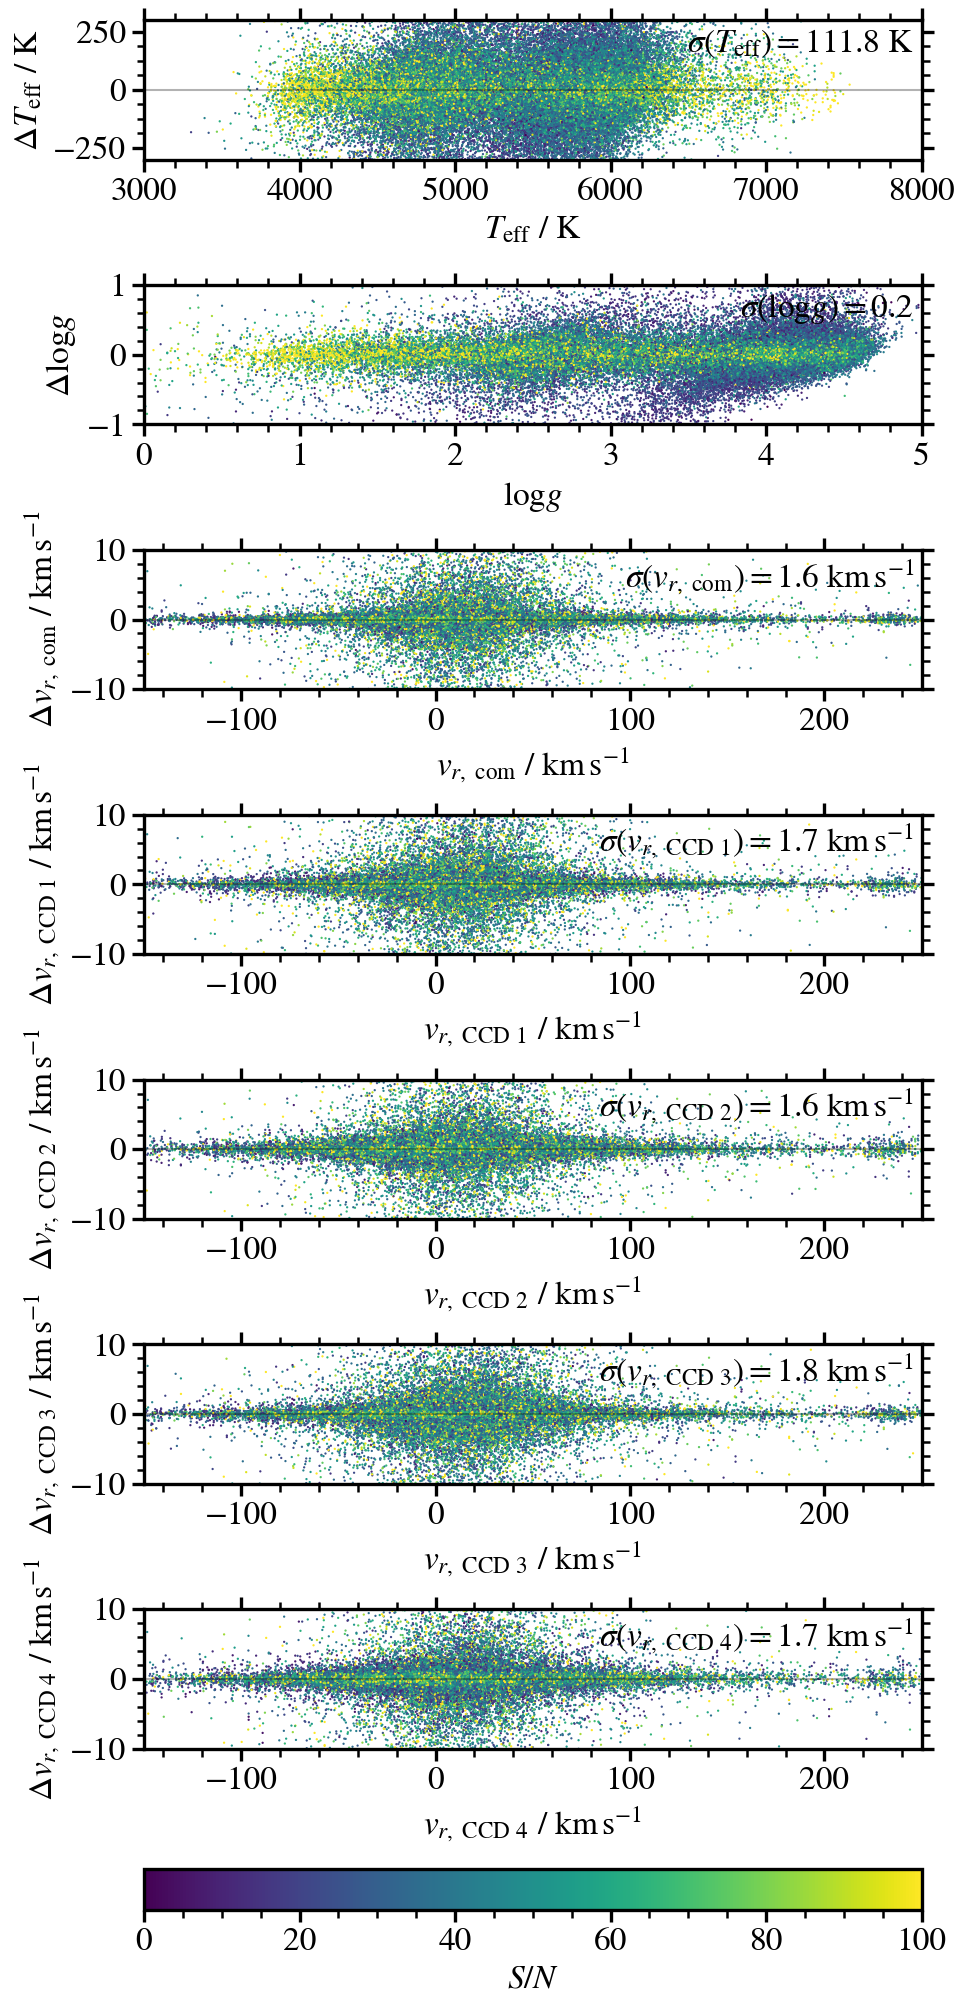 250
0
−250
ΔT_eff / K
σ(T_eff) = 111.8 K
3000 4000 5000 6000 7000 8000
T_eff / K
1
0
−1
Δlog g
σ(log g) = 0.2
0 1 2 3 4 5
log g
10
0
−10
Δv_r, com / km s⁻¹
σ(v_r, com) = 1.6 km s⁻¹
−100 0 100 200
v_r, com / km s⁻¹
10
0
−10
Δv_r, CCD 1 / km s⁻¹
σ(v_r, CCD 1) = 1.7 km s⁻¹
−100 0 100 200
v_r, CCD 1 / km s⁻¹
10
0
−10
Δv_r, CCD 2 / km s⁻¹
σ(v_r, CCD 2) = 1.6 km s⁻¹
−100 0 100 200
v_r, CCD 2 / km s⁻¹
10
0
−10
Δv_r, CCD 3 / km s⁻¹
σ(v_r, CCD 3) = 1.8 km s⁻¹
−100 0 100 200
v_r, CCD 3 / km s⁻¹
10
0
−10
Δv_r, CCD 4 / km s⁻¹
σ(v_r, CCD 4) = 1.7 km s⁻¹
−100 0 100 200
v_r, CCD 4 / km s⁻¹
0 20 40 60 80 100
S/N